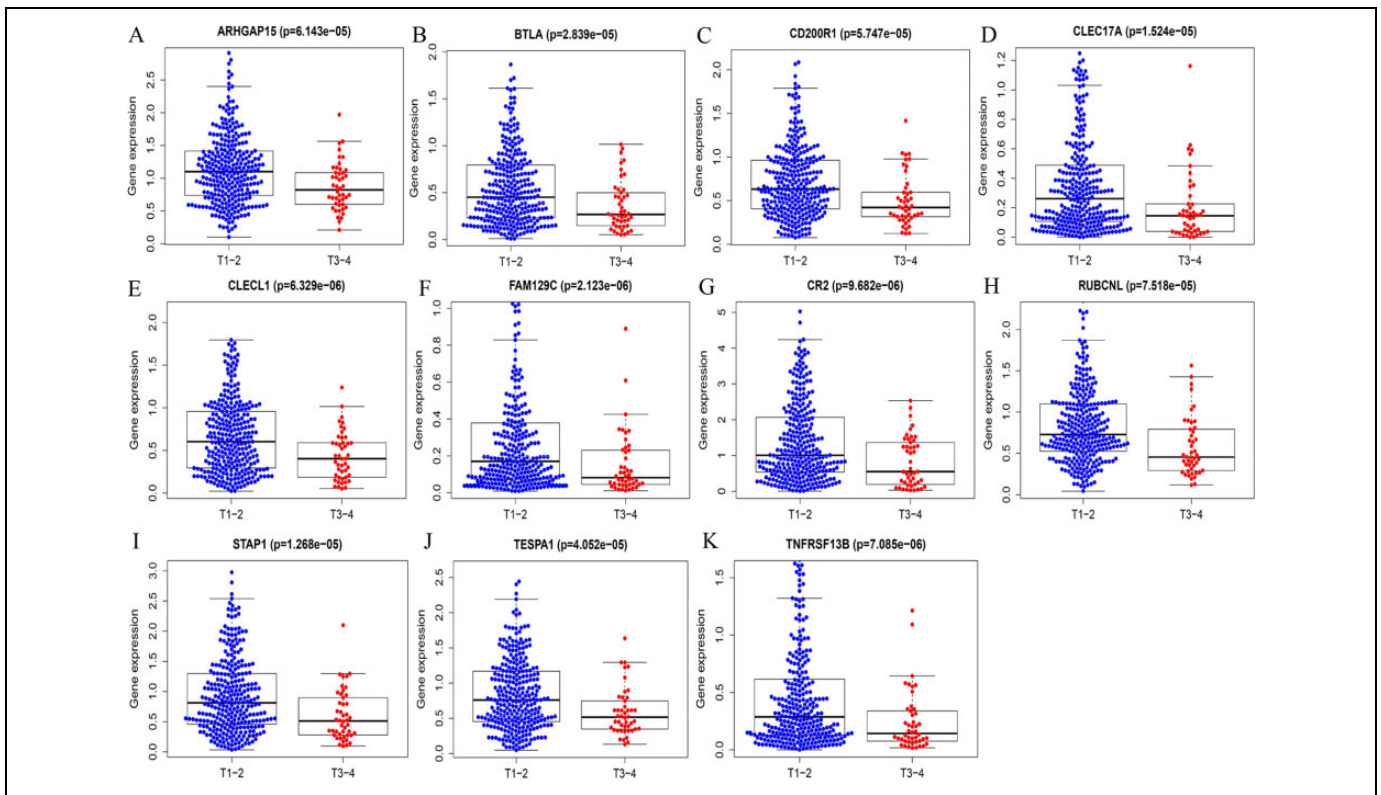 A ARHGAP15 (p=6.143e−05)
Gene expression
2.5
2.0
1.5
1.0
0.5
0.0
T1−2 T3−4
B BTLA (p=2.839e−05)
Gene expression
2.0
1.5
1.0
0.5
0.0
T1−2 T3−4
C CD200R1 (p=5.747e−05)
Gene expression
2.0
1.5
1.0
0.5
0.0
T1−2 T3−4
D CLEC17A (p=1.524e−05)
Gene expression
1.2
1.0
0.8
0.6
0.4
0.2
0.0
T1−2 T3−4
E CLECL1 (p=6.329e−06)
Gene expression
2.0
1.5
1.0
0.5
0.0
T1−2 T3−4
F FAM129C (p=2.123e−06)
Gene expression
1.0
0.8
0.6
0.4
0.2
0.0
T1−2 T3−4
G CR2 (p=9.682e−06)
Gene expression
5
4
3
2
1
0
T1−2 T3−4
H RUBCNL (p=7.518e−05)
Gene expression
2.0
1.5
1.0
0.5
0.0
T1−2 T3−4
I STAP1 (p=1.268e−05)
Gene expression
3.0
2.5
2.0
1.5
1.0
0.5
0.0
T1−2 T3−4
J TESPA1 (p=4.052e−05)
Gene expression
2.5
2.0
1.5
1.0
0.5
0.0
T1−2 T3−4
K TNFRSF13B (p=7.085e−06)
Gene expression
1.5
1.0
0.5
0.0
T1−2 T3−4